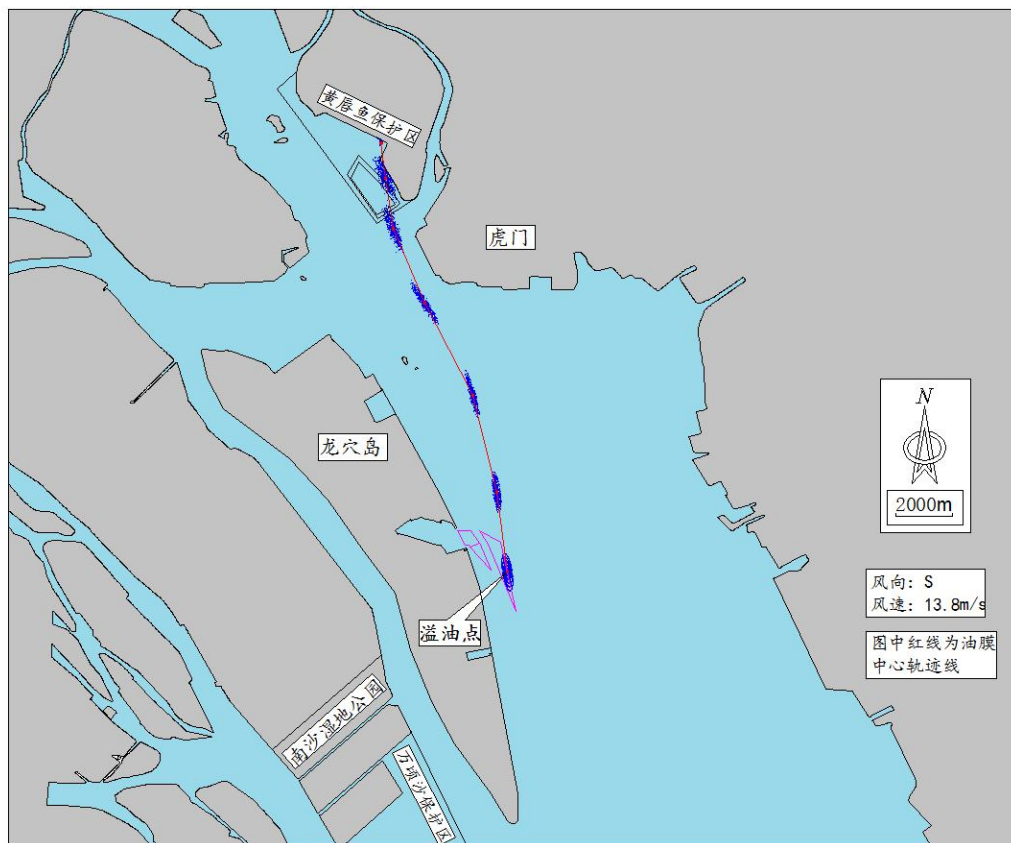 黄唇鱼保护区
虎门
龙穴岛
N
2000m
风向: S
风速: 13.8m/s
溢油点
图中红线为油膜
中心轨迹线
南沙湿地公园
万顷沙保护区